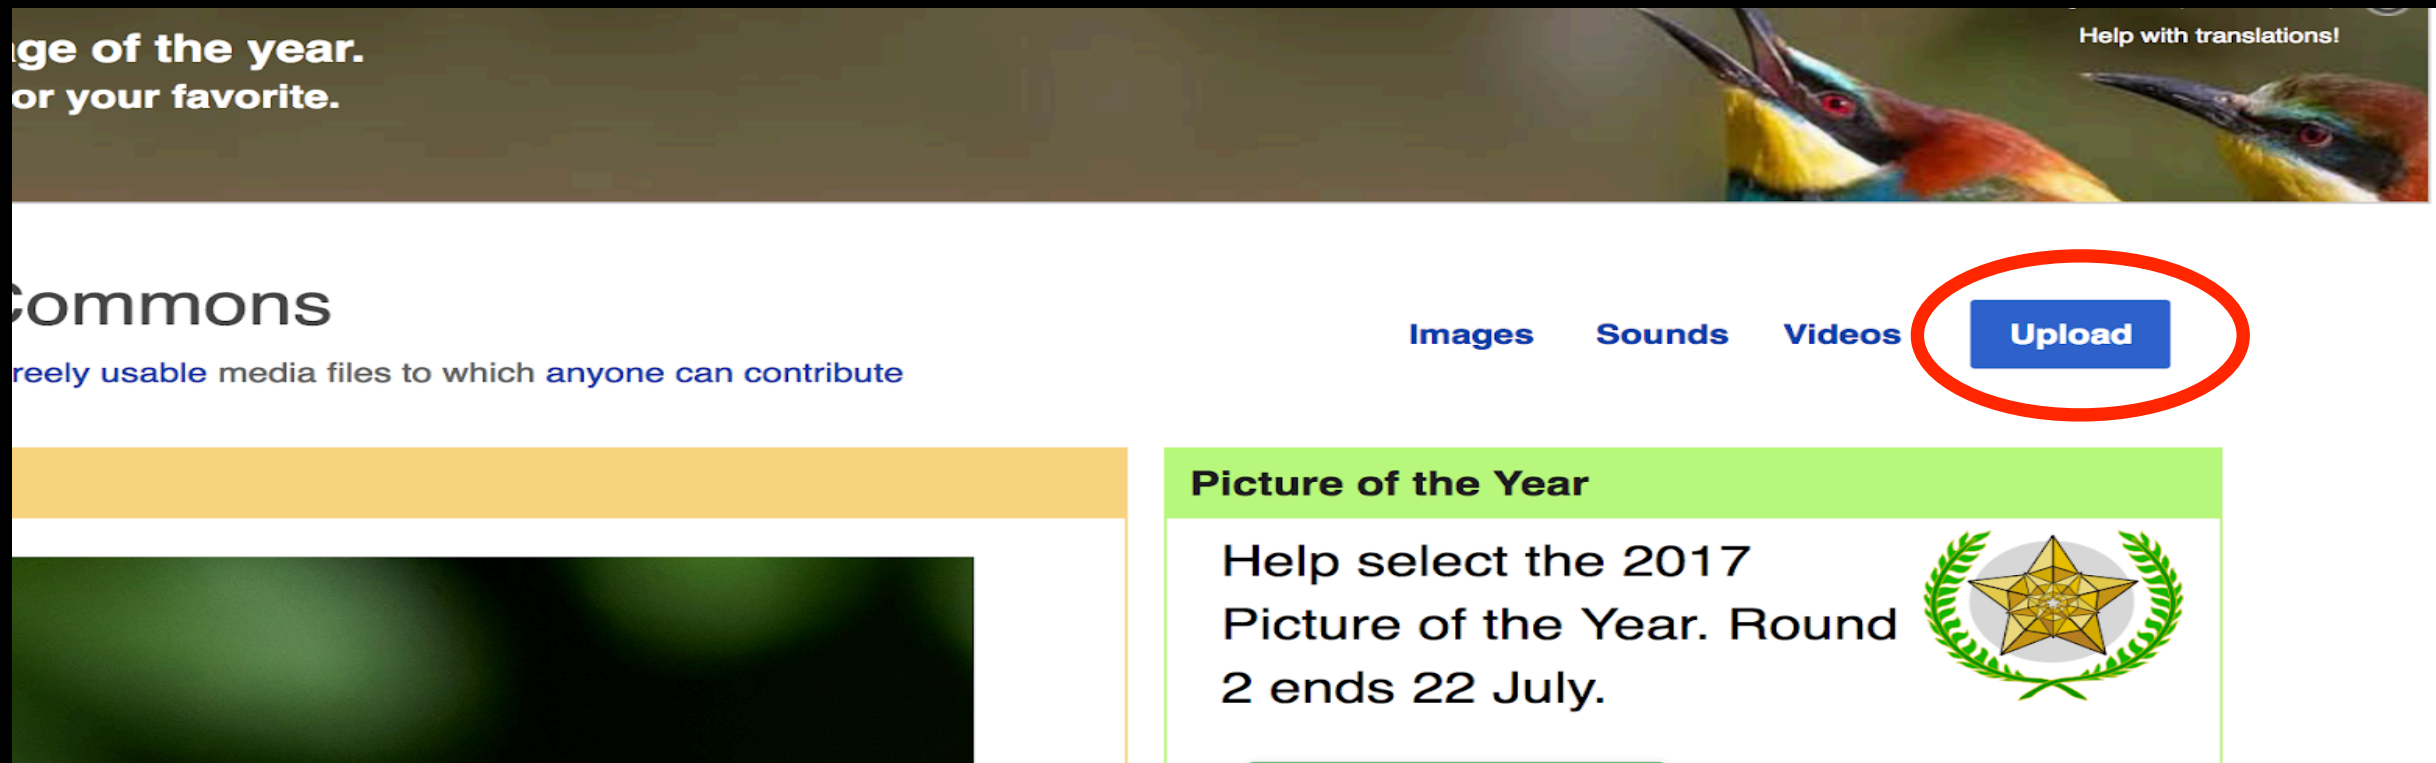 ge of the year.
or your favorite.
Help with translations!
ommons
Images Sounds Videos Upload
reely usable media files to which anyone can contribute
Picture of the Year
Help select the 2017
Picture of the Year. Round
2 ends 22 July.